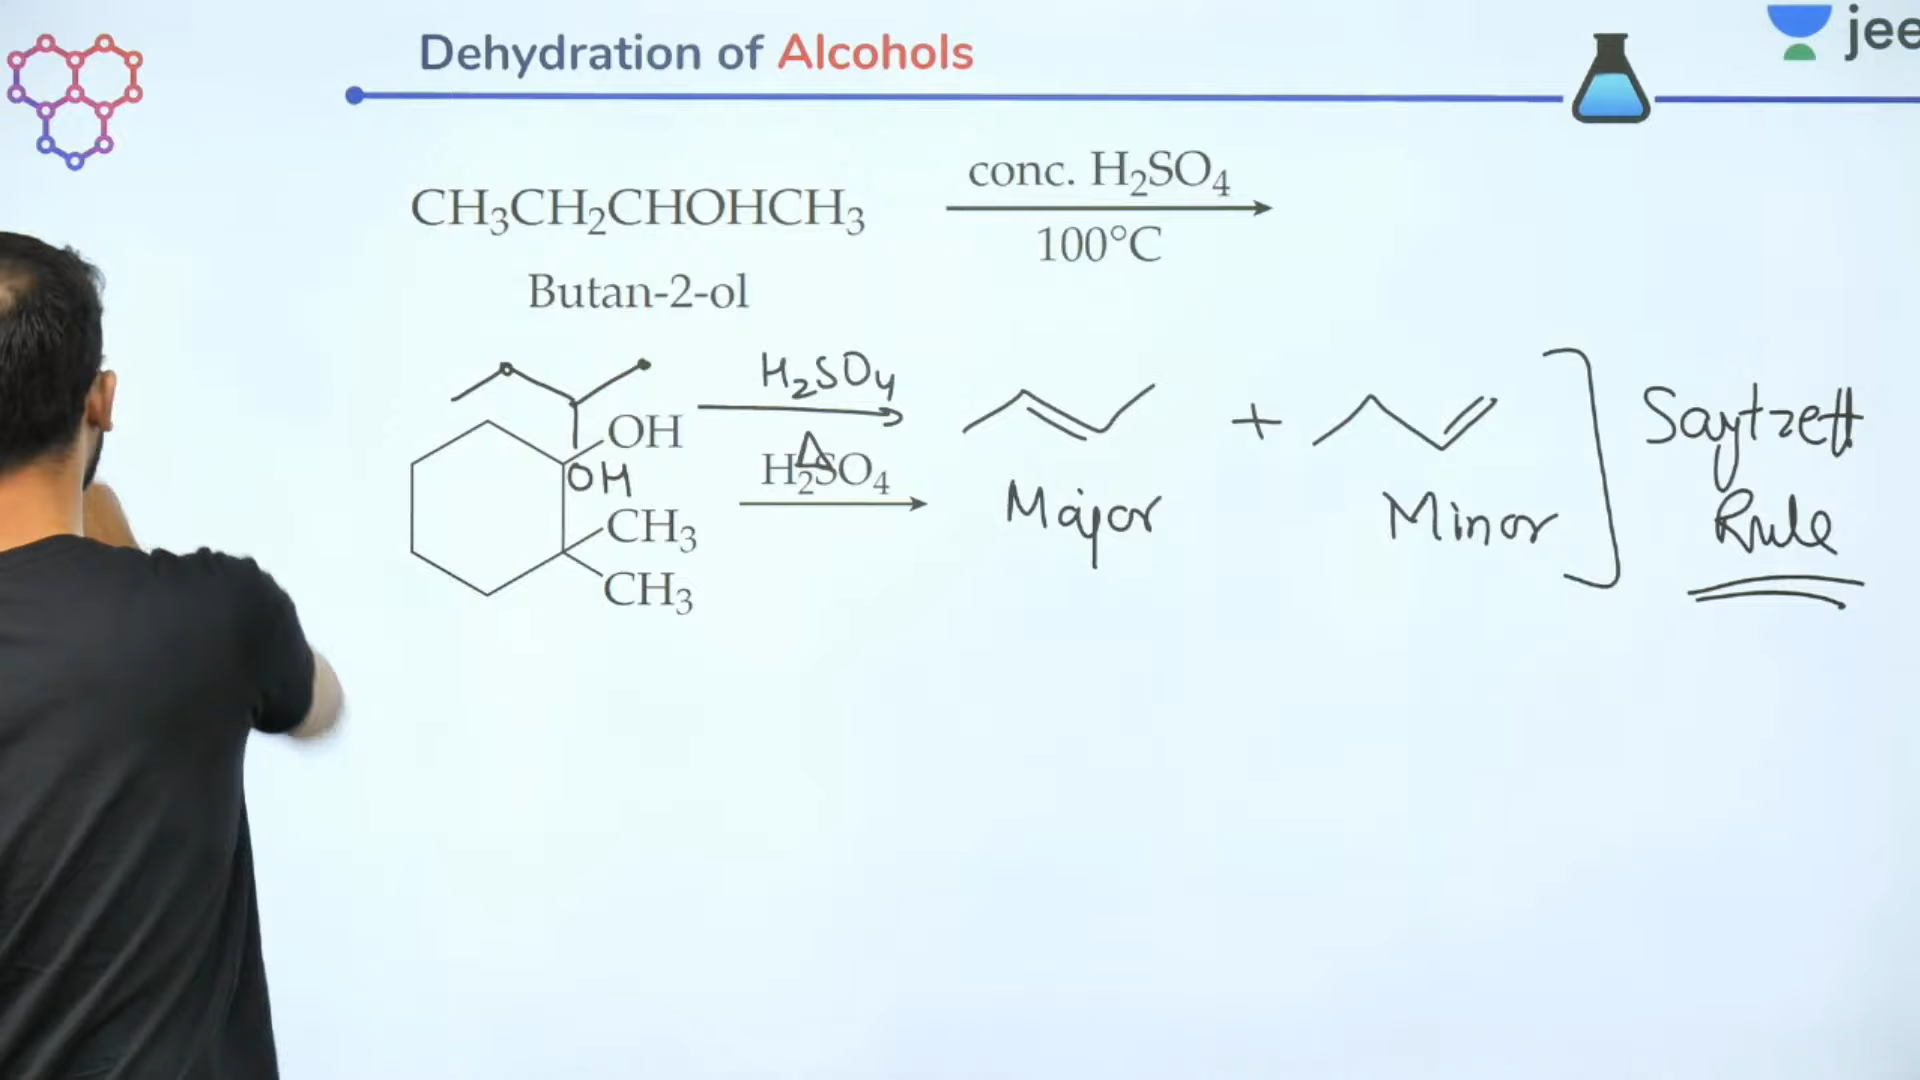 Dehydration of Alcohols
jee
CH₃CH₂CHOHCH₃
conc. H₂SO₄
100°C
Butan-2-ol
H₂SO₄
Δ
OH
OH
H₂SO₄
CH₃
CH₃
+
Major
Minor
Saytzeff
Rule